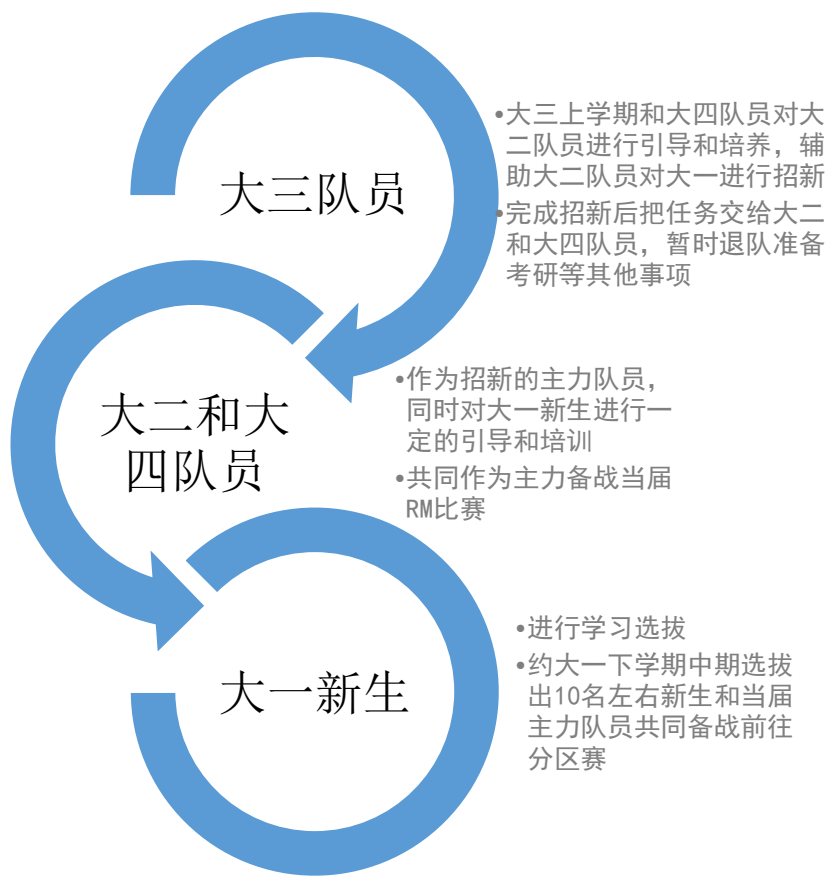 大三队员
•大三上学期和大四队员对大
二队员进行引导和培养，辅
助大二队员对大一进行招新
•完成招新后把任务交给大二
和大四队员，暂时退队准备
考研等其他事项
大二和大
四队员
•作为招新的主力队员，
同时对大一新生进行一
定的引导和培训
•共同作为主力备战当届
RM比赛
大一新生
•进行学习选拔
•约大一下学期中期选拔
出10名左右新生和当届
主力队员共同备战前往
分区赛